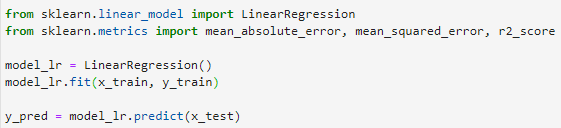 from sklearn.linear_model import LinearRegression
from sklearn.metrics import mean_absolute_error, mean_squared_error, r2_score
model_lr = LinearRegression()
model_lr.fit(x_train, y_train)
y_pred = model_lr.predict(x_test)